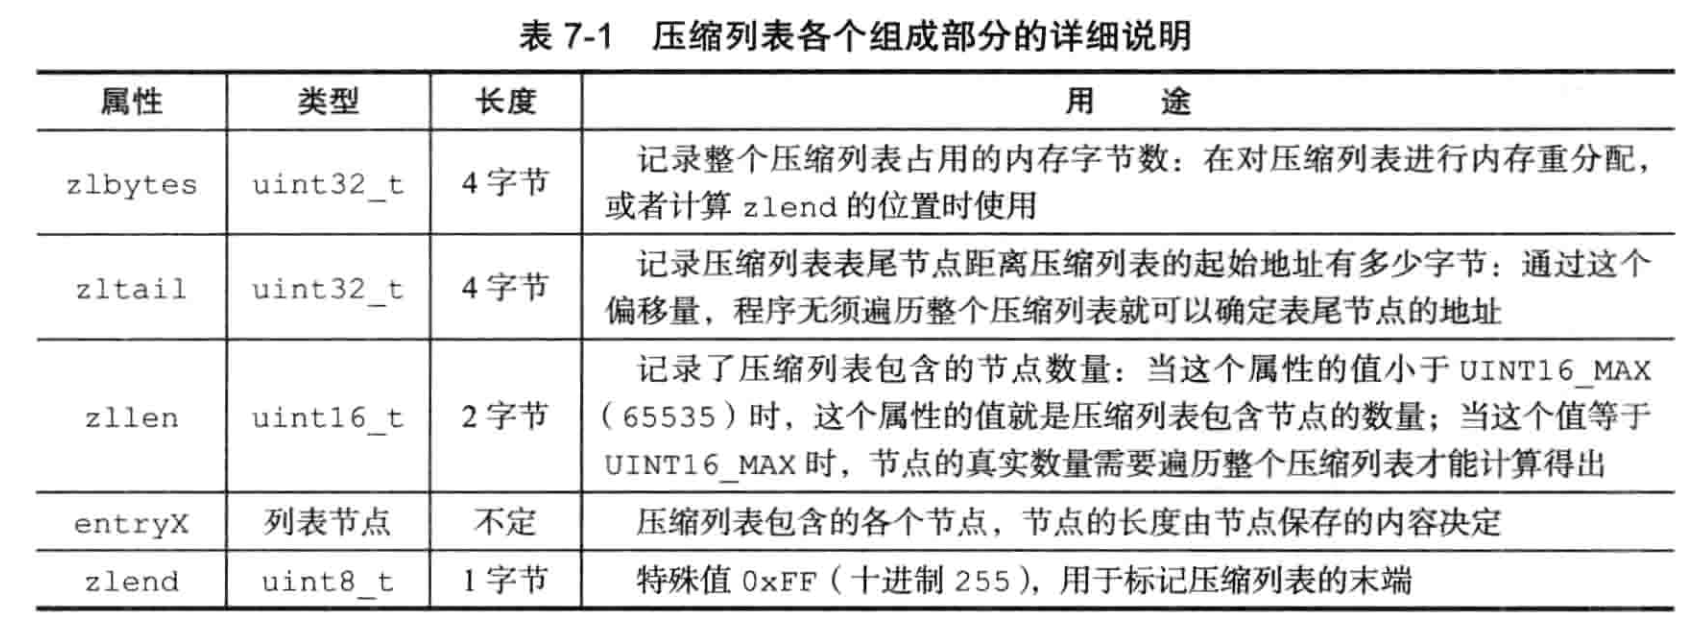 表 7-1 压缩列表各个组成部分的详细说明
属性 类型 长度 用 途
zlbytes uint32_t 4 字节 记录整个压缩列表占用的内存字节数：在对压缩列表进行内存重分配，
或者计算 zlend 的位置时使用
zltail uint32_t 4 字节 记录压缩列表表尾节点距离压缩列表的起始地址有多少字节：通过这个
偏移量，程序无须遍历整个压缩列表就可以确定表尾节点的地址
zllen uint16_t 2 字节 记录了压缩列表包含的节点数量：当这个属性的值小于 UINT16_MAX
（65535）时，这个属性的值就是压缩列表包含节点的数量；当这个值等于
UINT16_MAX 时，节点的真实数量需要遍历整个压缩列表才能计算得出
entryX 列表节点 不定 压缩列表包含的各个节点，节点的长度由节点保存的内容决定
zlend uint8_t 1 字节 特殊值 0xFF（十进制 255），用于标记压缩列表的末端